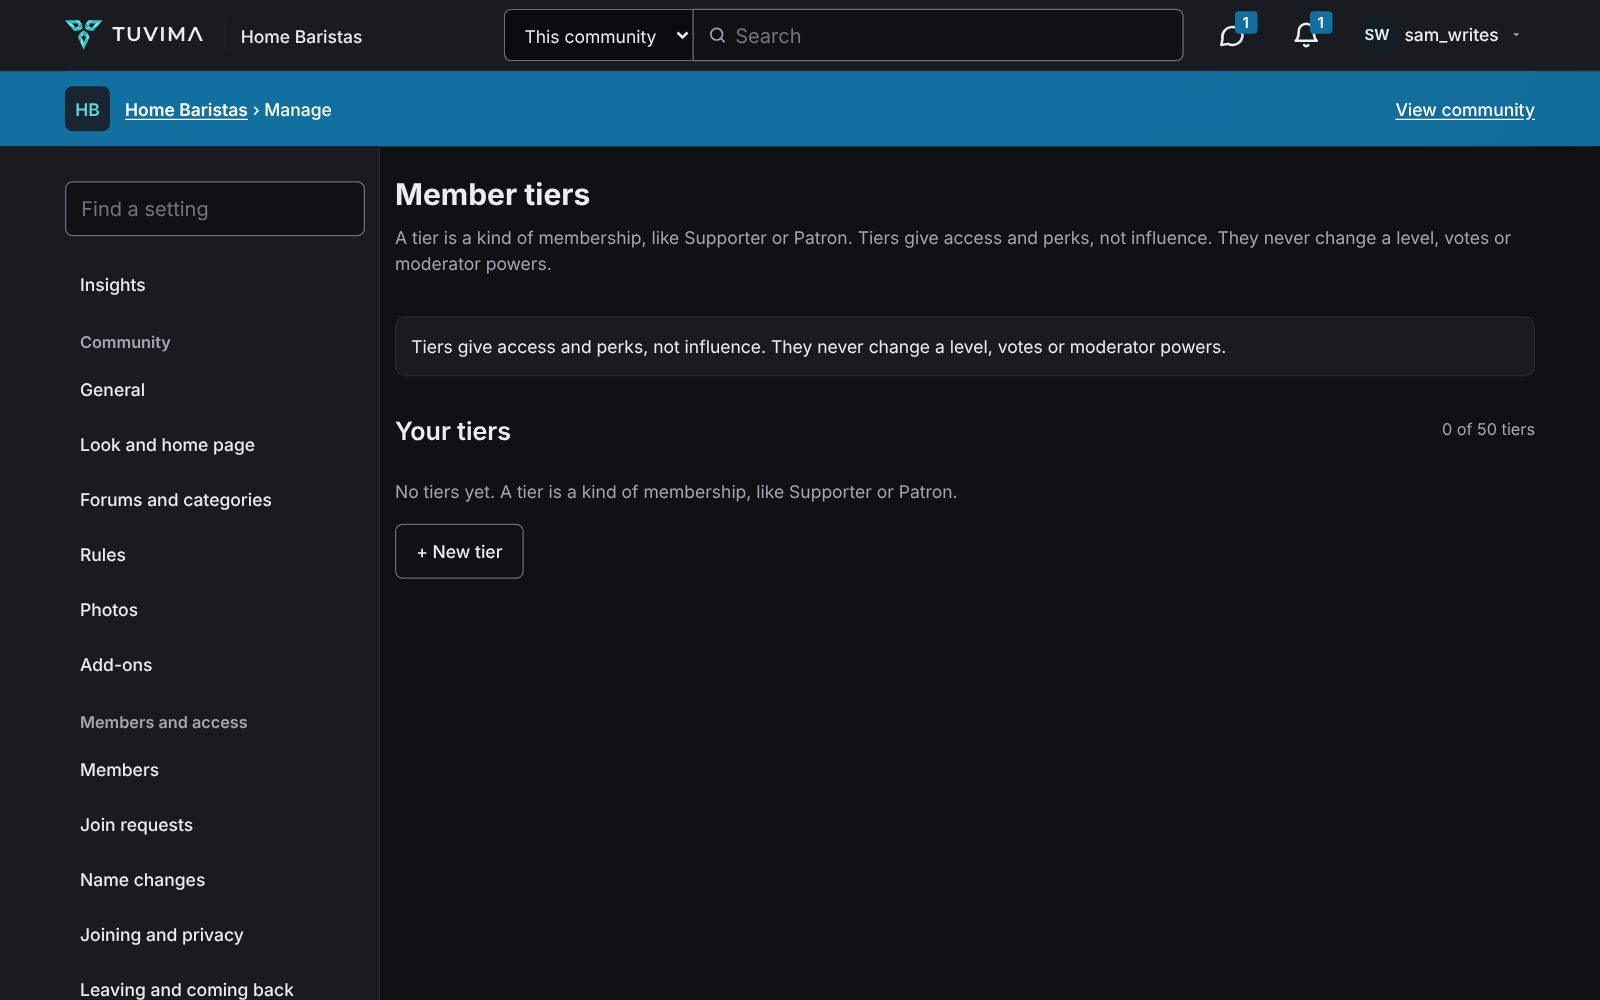 TUVIMA
Home Baristas
This community
Search
1
1
SW
sam_writes
HB
Home Baristas › Manage
View community
Find a setting
Insights
Community
General
Look and home page
Forums and categories
Rules
Photos
Add-ons
Members and access
Members
Join requests
Name changes
Joining and privacy
Leaving and coming back
Member tiers
A tier is a kind of membership, like Supporter or Patron. Tiers give access and perks, not influence. They never change a level, votes or
moderator powers.
Tiers give access and perks, not influence. They never change a level, votes or moderator powers.
Your tiers
0 of 50 tiers
No tiers yet. A tier is a kind of membership, like Supporter or Patron.
+ New tier